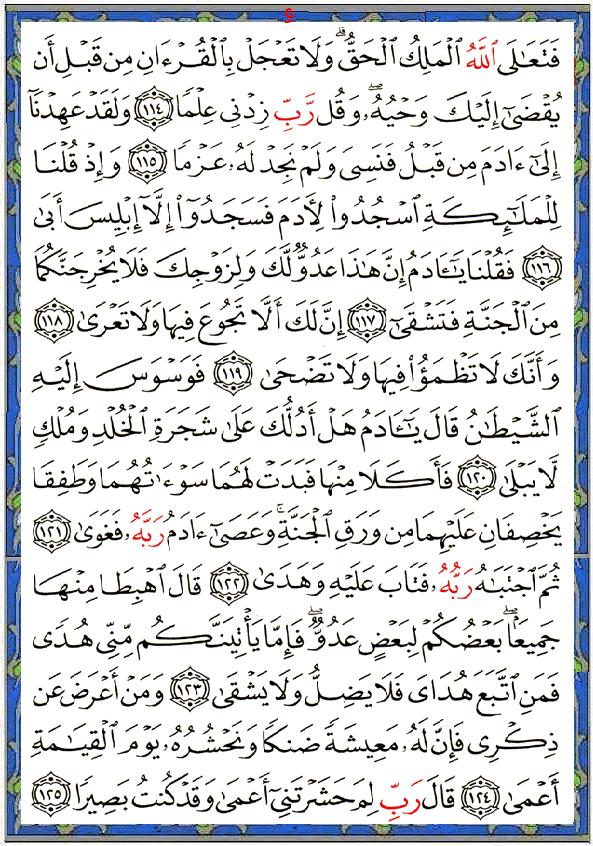 9
فَتَعَٰلَى ٱللَّهُ ٱلْمَلِكُ ٱلْحَقُّ ۗ وَلَا تَعْجَلْ بِٱلْقُرْءَانِ مِن قَبْلِ أَن
يُقْضَىٰٓ إِلَيْكَ وَحْيُهُۥ ۖ وَقُل رَّبِّ زِدْنِى عِلْمًا ١١٤ وَلَقَدْ عَهِدْنَآ
إِلَىٰٓ ءَادَمَ مِن قَبْلُ فَنَسِىَ وَلَمْ نَجِدْ لَهُۥ عَزْمًا ١١٥ وَإِذْ قُلْنَا
لِلْمَلَٰٓئِكَةِ ٱسْجُدُوا۟ لِءَادَمَ فَسَجَدُوٓا۟ إِلَّآ إِبْلِيسَ أَبَىٰ
١١٦ فَقُلْنَا يَٰٓـَٔادَمُ إِنَّ هَٰذَا عَدُوٌّ لَّكَ وَلِزَوْجِكَ فَلَا يُخْرِجَنَّكُمَا
مِنَ ٱلْجَنَّةِ فَتَشْقَىٰٓ ١١٧ إِنَّ لَكَ أَلَّا تَجُوعَ فِيهَا وَلَا تَعْرَىٰ ١١٨
وَأَنَّكَ لَا تَظْمَؤُا۟ فِيهَا وَلَا تَضْحَىٰ ١١٩ فَوَسْوَسَ إِلَيْهِ
ٱلشَّيْطَٰنُ قَالَ يَٰٓـَٔادَمُ هَلْ أَدُلُّكَ عَلَىٰ شَجَرَةِ ٱلْخُلْدِ وَمُلْكٍ
لَّا يَبْلَىٰ ١٢٠ فَأَكَلَا مِنْهَا فَبَدَتْ لَهُمَا سَوْءَٰتُهُمَا وَطَفِقَا
يَخْصِفَانِ عَلَيْهِمَا مِن وَرَقِ ٱلْجَنَّةِ ۚ وَعَصَىٰٓ ءَادَمُ رَبَّهُۥ فَغَوَىٰ ١٢١
ثُمَّ ٱجْتَبَٰهُ رَبُّهُۥ فَتَابَ عَلَيْهِ وَهَدَىٰ ١٢٢ قَالَ ٱهْبِطَا مِنْهَا
جَمِيعًۢا ۖ بَعْضُكُمْ لِبَعْضٍ عَدُوٌّ ۖ فَإِمَّا يَأْتِيَنَّكُم مِّنِّى هُدًى
فَمَنِ ٱتَّبَعَ هُدَاىَ فَلَا يَضِلُّ وَلَا يَشْقَىٰ ١٢٣ وَمَنْ أَعْرَضَ عَن
ذِكْرِى فَإِنَّ لَهُۥ مَعِيشَةً ضَنكًا وَنَحْشُرُهُۥ يَوْمَ ٱلْقِيَٰمَةِ
أَعْمَىٰ ١٢٤ قَالَ رَبِّ لِمَ حَشَرْتَنِىٓ أَعْمَىٰ وَقَدْ كُنتُ بَصِيرًا ١٢٥